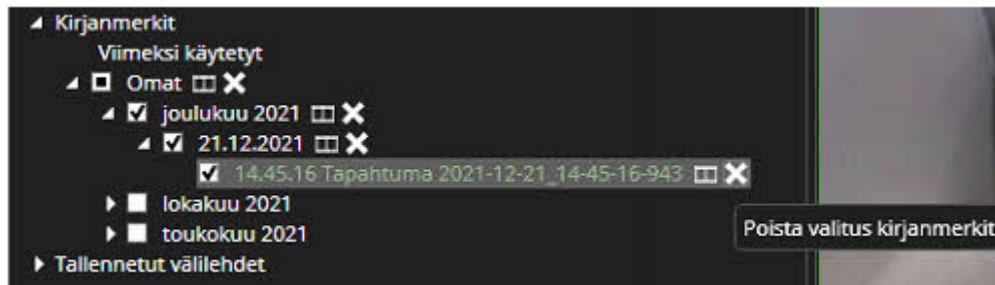 Kirjanmerkit
Viimeksi käytetyt
Omat
joulukuu 2021
21.12.2021
14.45.16 Tapahtuma 2021-12-21_14-45-16-943
lokakuu 2021
toukokuu 2021
Poista valitus kirjanmerkit
Tallennetut välilehdet